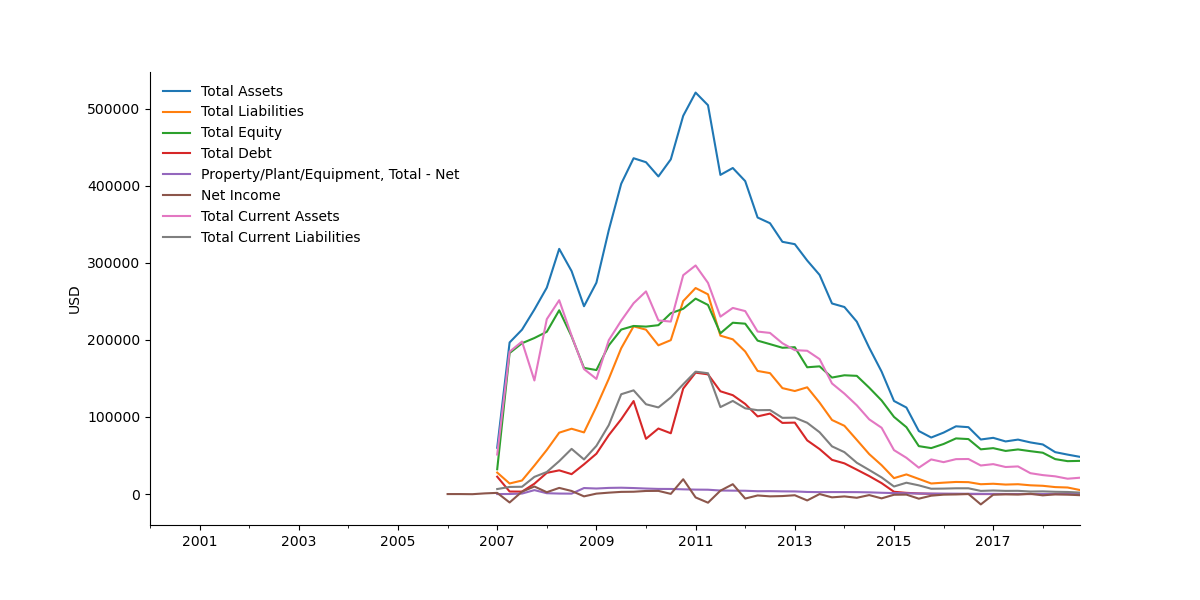 500000
400000
300000
200000
100000
0
USD
Total Assets
Total Liabilities
Total Equity
Total Debt
Property/Plant/Equipment, Total - Net
Net Income
Total Current Assets
Total Current Liabilities
2001 2003 2005 2007 2009 2011 2013 2015 2017